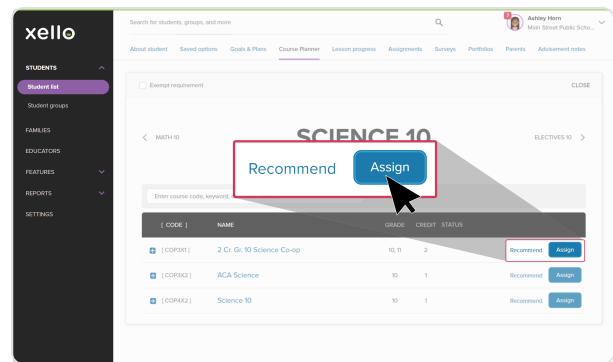 xello
Search for students, groups, and more
3
Ashley Horn
Main Street Public Scho...
About student Saved options Goals & Plans Course Planner Lesson progress Assignments Surveys Portfolios Parents Advisement notes
STUDENTS
Student list
Student groups
FAMILIES
EDUCATORS
FEATURES
REPORTS
SETTINGS
Exempt requirement
CLOSE
MATH 10
SCIENCE 10
ELECTIVES 10
Recommend Assign
Enter course code, keyword,
[ CODE ] NAME GRADE CREDIT STATUS
[ COP3X1 ] 2 Cr. Gr. 10 Science Co-op 10, 11 2 Recommend Assign
[ COP3X2 ] ACA Science 10 1 Recommend Assign
[ COP4X2 ] Science 10 10 1 Recommend Assign